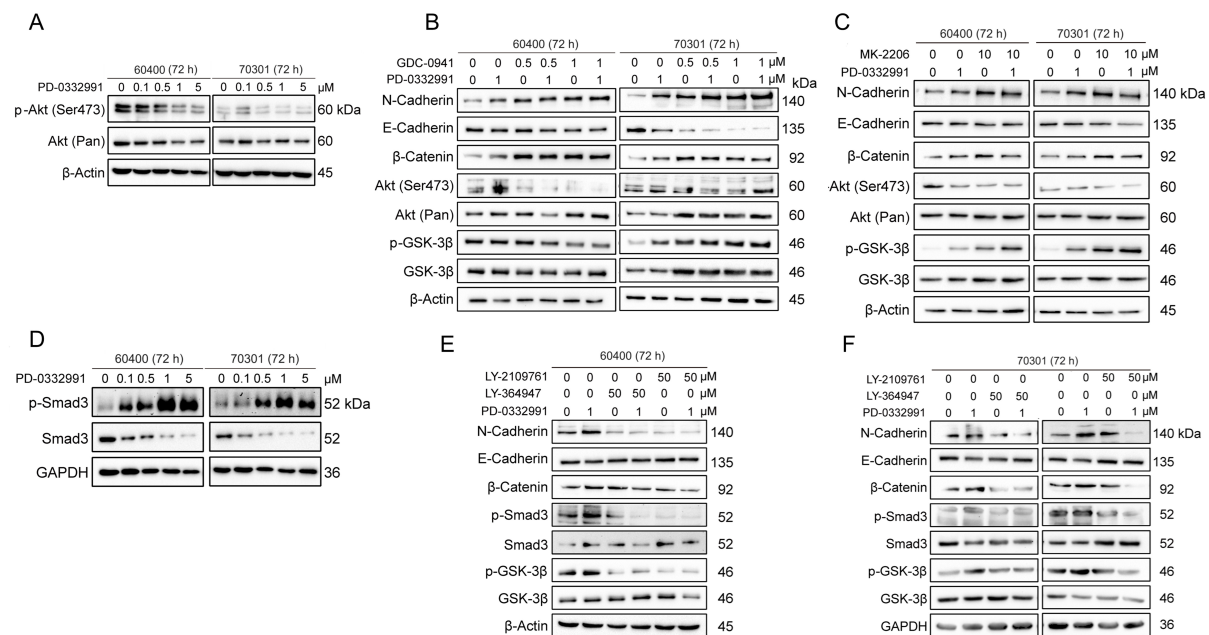 A
60400 (72 h) 70301 (72 h)
PD-0332991 0 0.1 0.5 1 5 0 0.1 0.5 1 5 μM
p-Akt (Ser473) 60 kDa
Akt (Pan) 60
β-Actin 45
B
60400 (72 h) 70301 (72 h)
GDC-0941 0 0 0.5 0.5 1 1 0 0 0.5 0.5 1 1 μM
PD-0332991 0 1 0 1 0 1 0 1 0 1 0 1 μM
kDa
N-Cadherin 140
E-Cadherin 135
β-Catenin 92
Akt (Ser473) 60
Akt (Pan) 60
p-GSK-3β 46
GSK-3β 46
β-Actin 45
C
60400 (72 h) 70301 (72 h)
MK-2206 0 0 10 10 0 0 10 10 μM
PD-0332991 0 1 0 1 0 1 0 1 μM
N-Cadherin 140 kDa
E-Cadherin 135
β-Catenin 92
Akt (Ser473) 60
Akt (Pan) 60
p-GSK-3β 46
GSK-3β 46
β-Actin 45
D
60400 (72 h) 70301 (72 h)
PD-0332991 0 0.1 0.5 1 5 0 0.1 0.5 1 5 μM
p-Smad3 52 kDa
Smad3 52
GAPDH 36
E
60400 (72 h)
LY-2109761 0 0 0 0 50 50 μM
LY-364947 0 0 50 50 0 0 μM
PD-0332991 0 1 0 1 0 1 μM
N-Cadherin 140
E-Cadherin 135
β-Catenin 92
p-Smad3 52
Smad3 52
p-GSK-3β 46
GSK-3β 46
β-Actin 45
F
70301 (72 h)
LY-2109761 0 0 0 0 0 0 50 50 μM
LY-364947 0 0 50 50 0 0 0 0 μM
PD-0332991 0 1 0 1 0 1 0 1 μM
N-Cadherin 140 kDa
E-Cadherin 135
β-Catenin 92
p-Smad3 52
Smad3 52
p-GSK-3β 46
GSK-3β 46
GAPDH 36